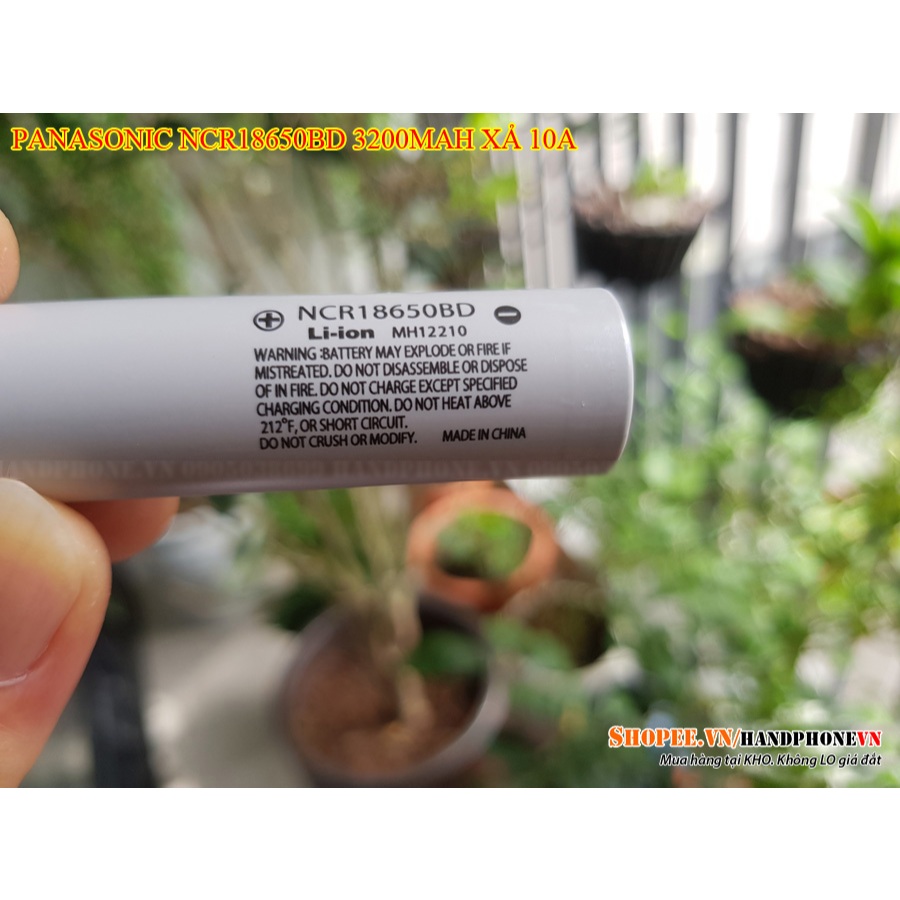 PANASONIC NCR18650BD 3200MAH XẢ 10A
NCR18650BD
Li-ion MH12210
WARNING :BATTERY MAY EXPLODE OR FIRE IF
MISTREATED. DO NOT DISASSEMBLE OR DISPOSE
OF IN FIRE. DO NOT CHARGE EXCEPT SPECIFIED
CHARGING CONDITION. DO NOT HEAT ABOVE
212°F, OR SHORT CIRCUIT.
DO NOT CRUSH OR MODIFY. MADE IN CHINA
HANDPHONE.VN
SHOPEE.VN/HANDPHONEVN
Mua hàng tại KHO. Không LO giá đắt